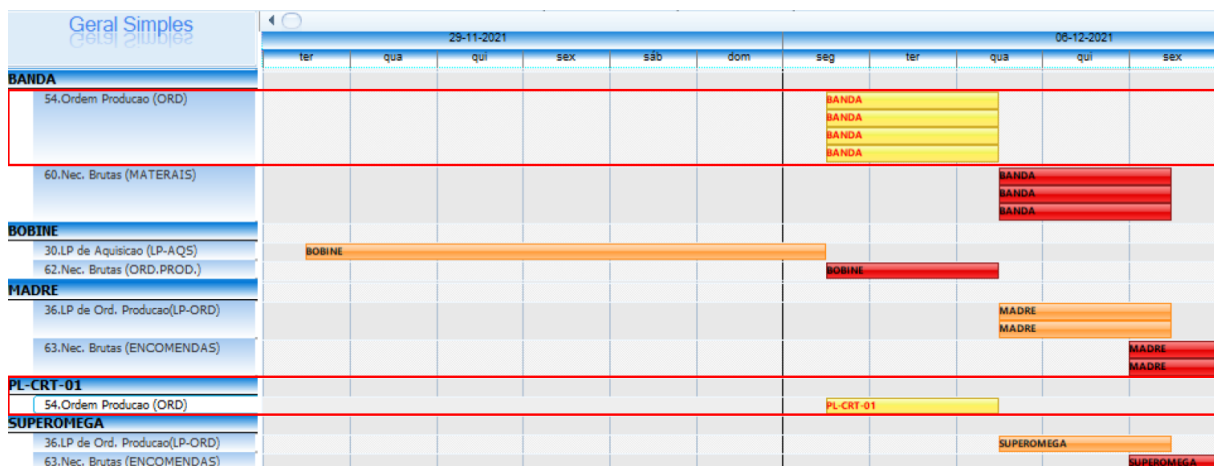 Geral Simples
29-11-2021 06-12-2021
ter qua qui sex sáb dom seg ter qua qui sex
BANDA
54.Ordem Producao (ORD) BANDA
BANDA
BANDA
BANDA
60.Nec. Brutas (MATERAIS) BANDA
BANDA
BANDA
BOBINE
30.LP de Aquisicao (LP-AQS) BOBINE
62.Nec. Brutas (ORD.PROD.) BOBINE
MADRE
36.LP de Ord. Producao(LP-ORD) MADRE
MADRE
63.Nec. Brutas (ENCOMENDAS) MADRE
MADRE
PL-CRT-01
54.Ordem Producao (ORD) PL-CRT-01
SUPEROMEGA
36.LP de Ord. Producao(LP-ORD) SUPEROMEGA
63.Nec. Brutas (ENCOMENDAS) SUPEROMEGA